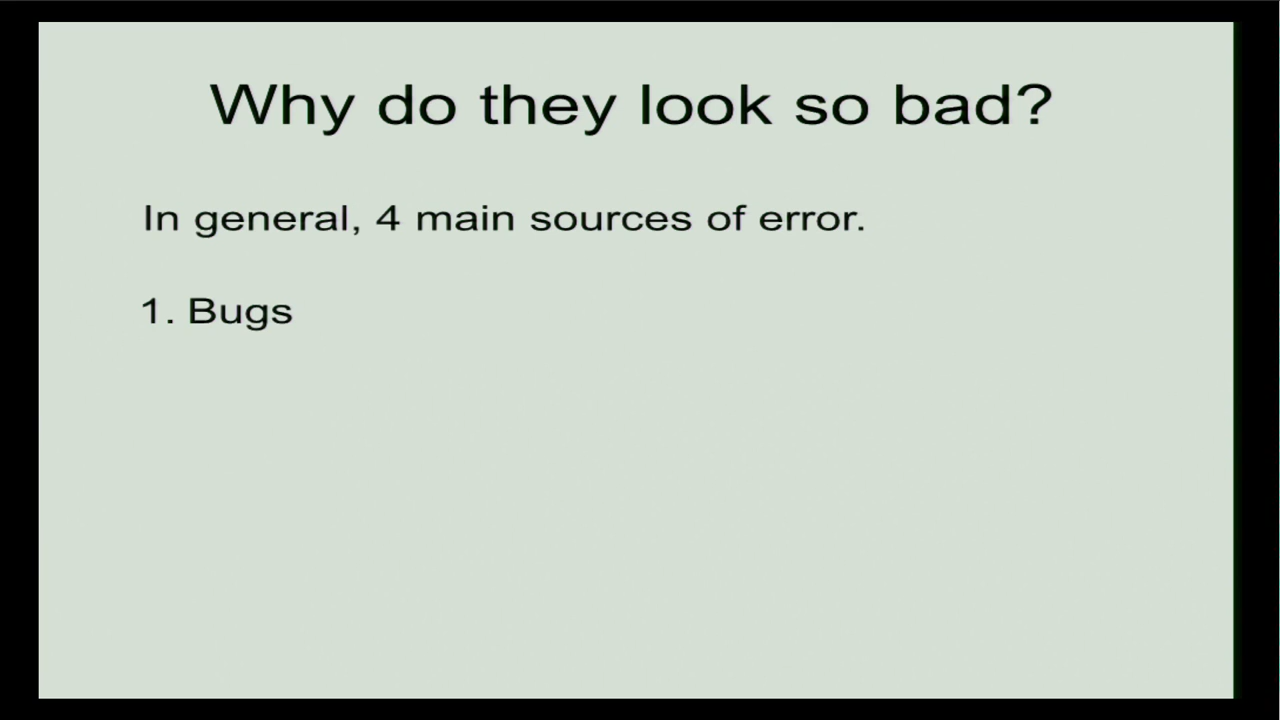 Why do they look so bad?
In general, 4 main sources of error.
1. Bugs